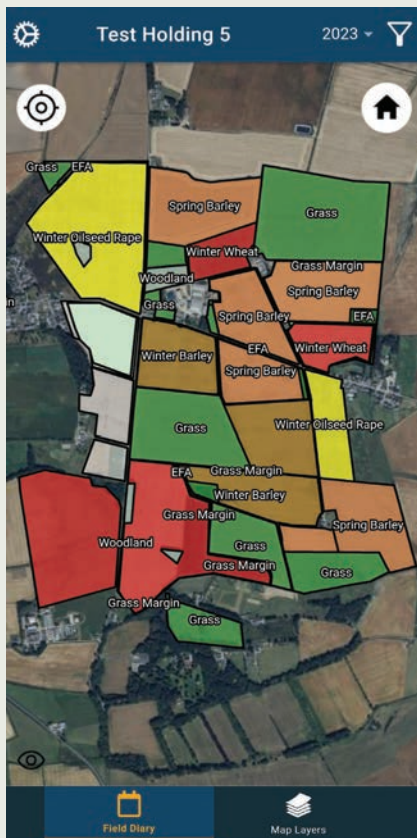 Test Holding 5
2023
Grass EFA
Spring Barley
Grass
Winter Oilseed Rape
Winter Wheat
Grass Margin
Woodland
Spring Barley
Grass
EFA
Spring Barley
Winter Wheat
EFA
Winter Barley
Spring Barley
Winter Oilseed Rape
Grass
EFA
Grass Margin
Winter Barley
Grass Margin
Spring Barley
Woodland
Grass
Grass Margin
Grass
Grass Margin
Grass
Field Diary
Map Layers